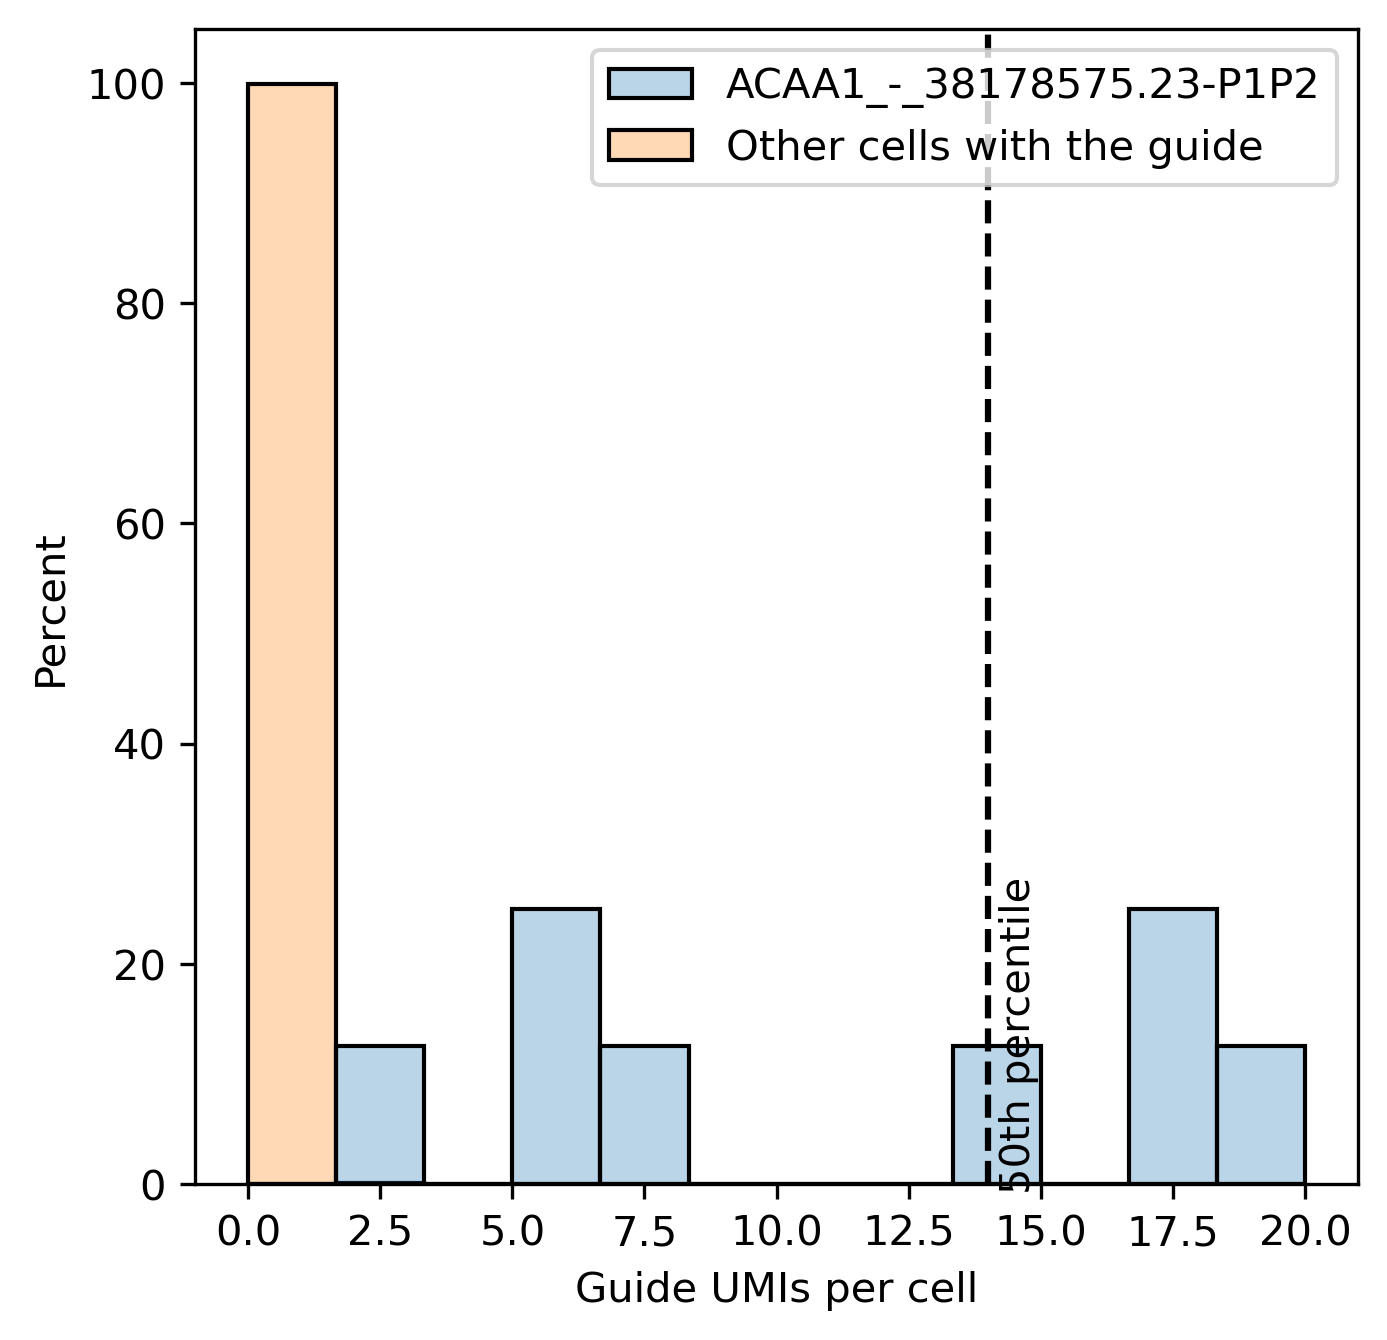 ACAA1_-_38178575.23-P1P2
Other cells with the guide
100
80
60
40
20
0
Percent
50th percentile
0.0 2.5 5.0 7.5 10.0 12.5 15.0 17.5 20.0
Guide UMIs per cell